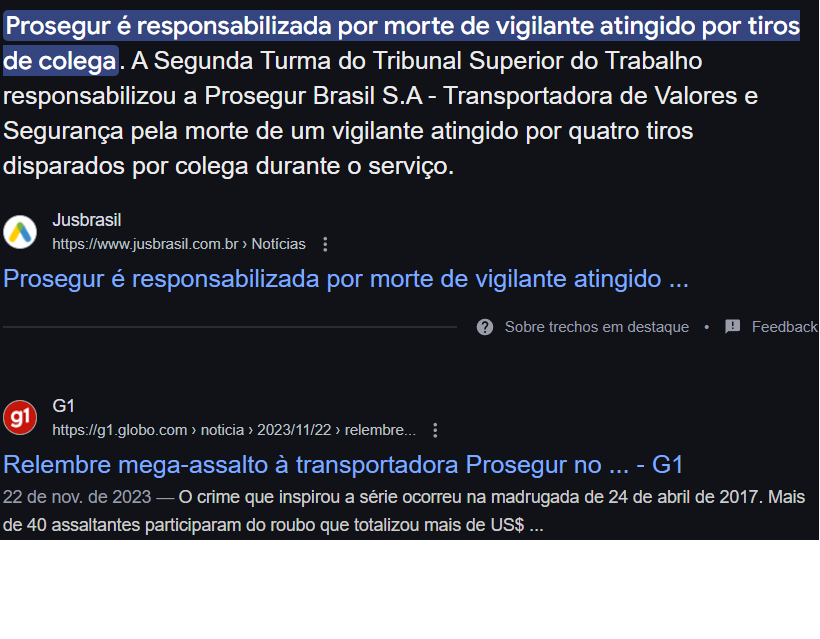 Prosegur é responsabilizada por morte de vigilante atingido por tiros
de colega. A Segunda Turma do Tribunal Superior do Trabalho
responsabilizou a Prosegur Brasil S.A - Transportadora de Valores e
Segurança pela morte de um vigilante atingido por quatro tiros
disparados por colega durante o serviço.
Jusbrasil
https://www.jusbrasil.com.br › Notícias
Prosegur é responsabilizada por morte de vigilante atingido ...
Sobre trechos em destaque • Feedback
g1
G1
https://g1.globo.com › noticia › 2023/11/22 › relembre...
Relembre mega-assalto à transportadora Prosegur no ... - G1
22 de nov. de 2023 — O crime que inspirou a série ocorreu na madrugada de 24 de abril de 2017. Mais
de 40 assaltantes participaram do roubo que totalizou mais de US$ ...